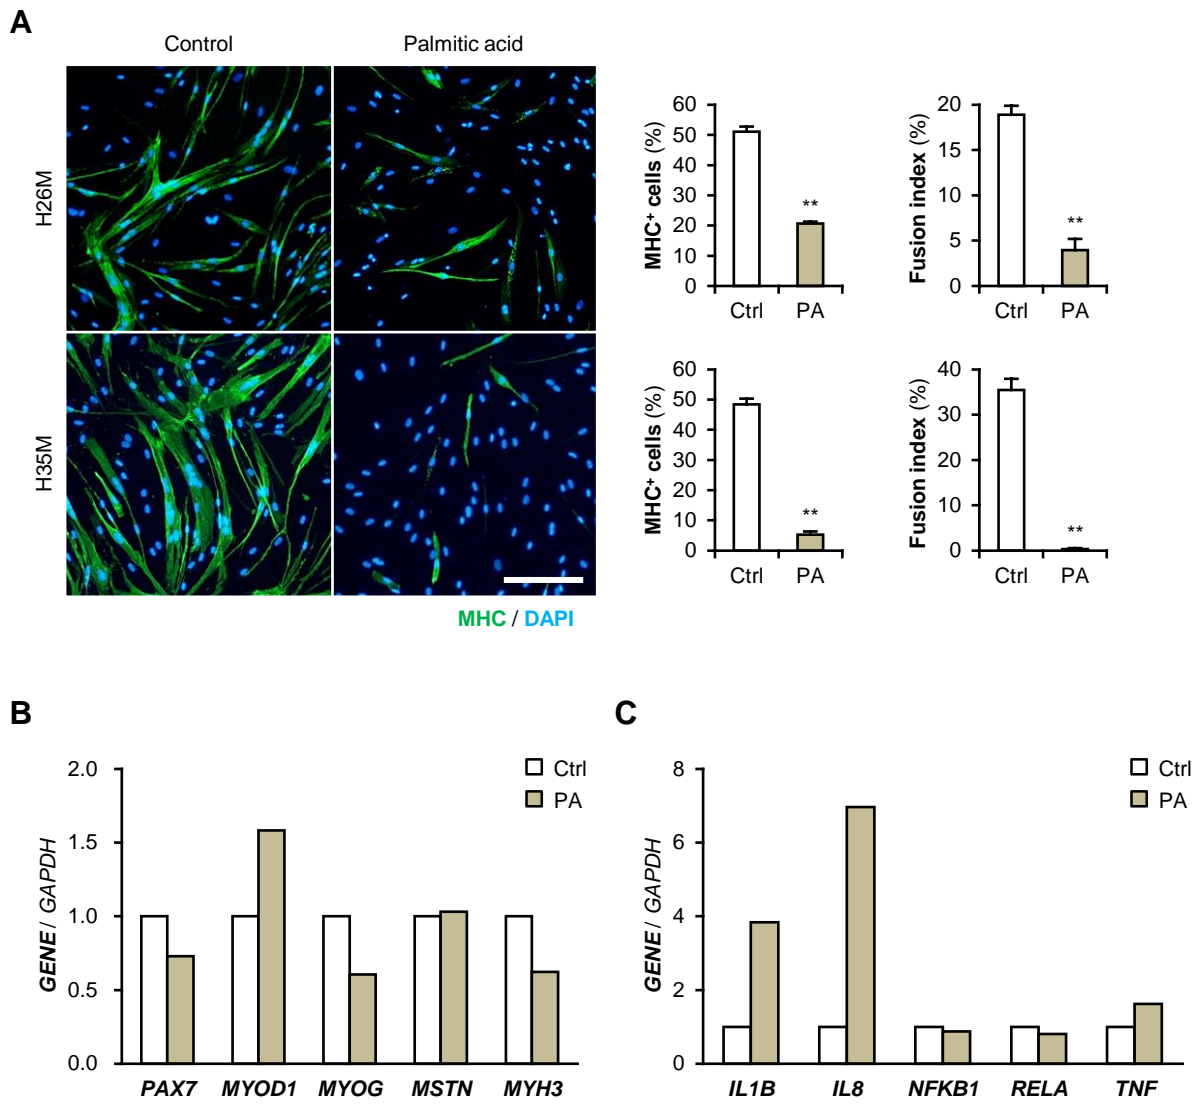 A
Control
Palmitic acid
H26M
H35M
MHC / DAPI
MHC+ cells (%)
60
50
40
30
20
10
0
**
Ctrl
PA
Fusion index (%)
20
15
10
5
0
**
Ctrl
PA
MHC+ cells (%)
60
50
40
30
20
10
0
**
Ctrl
PA
Fusion index (%)
40
30
20
10
0
**
Ctrl
PA
B
GENE / GAPDH
2.0
1.5
1.0
0.5
0.0
Ctrl
PA
PAX7 MYOD1 MYOG MSTN MYH3
C
GENE / GAPDH
8
6
4
2
0
Ctrl
PA
IL1B IL8 NFKB1 RELA TNF